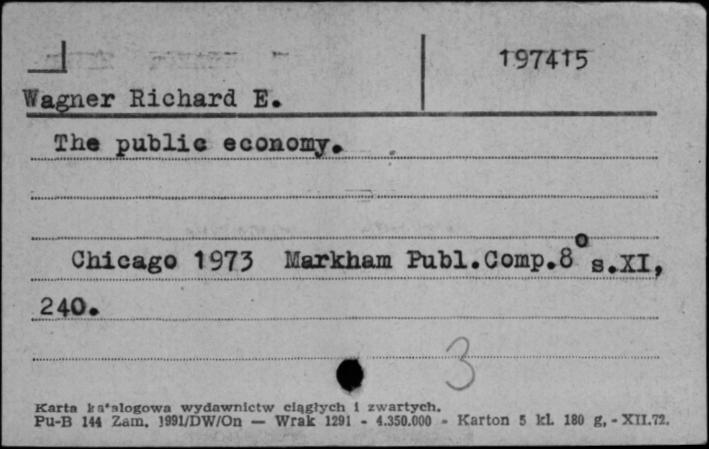 197415
Wagner Richard E.
The public economy.
Chicago 1973 Markham Publ.Comp.8° s.XI,
240.
3
Karta katalogowa wydawnictw ciągłych i zwartych.
Pu-B 144 Zam. 1991/DW/On — Wrak 1291 - 4.350.000 - Karton 5 kl. 180 g, - XII.72.